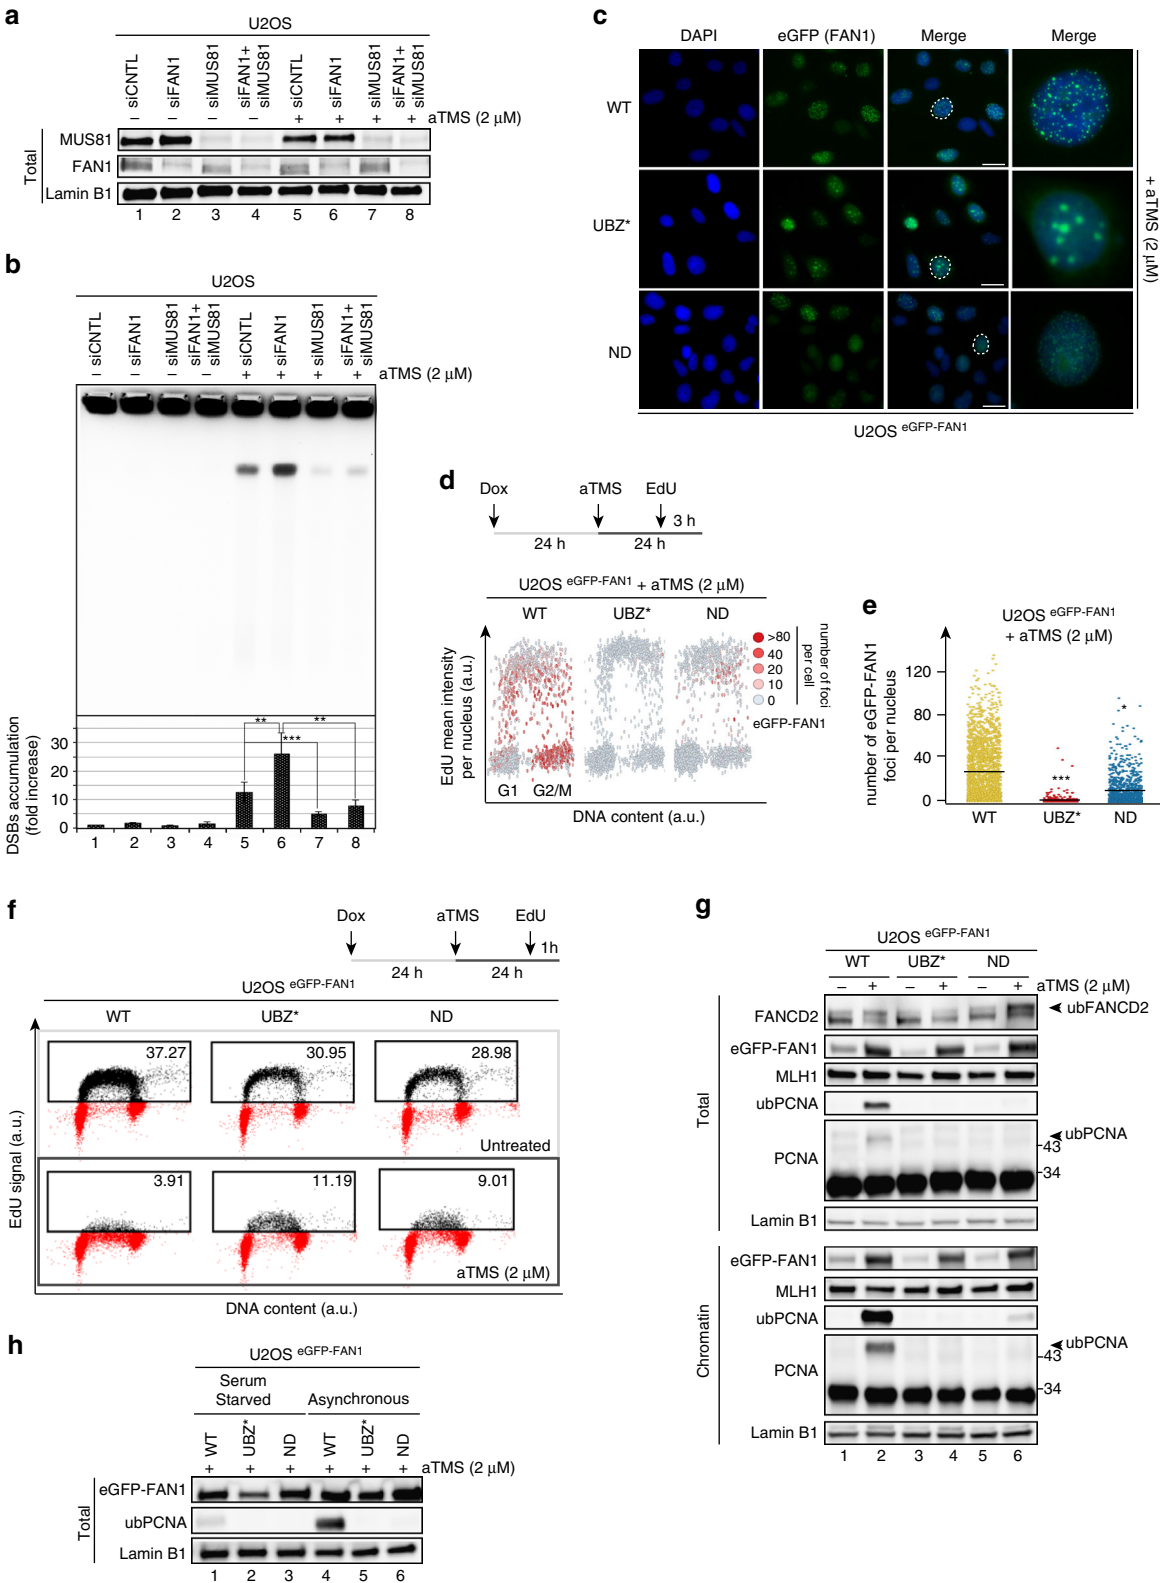 a
U2OS
siCNTL
siFAN1
siMUS81
siFAN1+
siMUS81
siCNTL
siFAN1
siMUS81
siFAN1+
siMUS81
– – – – + + + + aTMS (2 μM)
Total
MUS81
FAN1
Lamin B1
1 2 3 4 5 6 7 8
b
U2OS
siCNTL
siFAN1
siMUS81
siFAN1+
siMUS81
siCNTL
siFAN1
siMUS81
siFAN1+
siMUS81
– – – – + + + + aTMS (2 μM)
DSBs accumulation
(fold increase)
30
20
10
0
** **
***
1 2 3 4 5 6 7 8
c
DAPI eGFP (FAN1) Merge Merge
WT
UBZ*
ND
+ aTMS (2 μM)
U2OS eGFP-FAN1
d
Dox aTMS EdU
3 h
24 h 24 h
U2OS eGFP-FAN1 + aTMS (2 μM)
WT UBZ* ND
EdU mean intensity
per nucleus (a.u.)
>80
40
20
10
0
number of foci
per cell
eGFP-FAN1
G1 G2/M
DNA content (a.u.)
e
U2OS eGFP-FAN1
+ aTMS (2 μM)
number of eGFP-FAN1
foci per nucleus
120
80
40
0
***
*
WT UBZ* ND
f
Dox aTMS EdU
1h
24 h 24 h
U2OS eGFP-FAN1
WT UBZ* ND
EdU signal (a.u.)
37.27 30.95 28.98
Untreated
3.91 11.19 9.01
aTMS (2 μM)
DNA content (a.u.)
g
U2OS eGFP-FAN1
WT UBZ* ND
– + – + – + aTMS (2 μM)
Total
FANCD2
ubFANCD2
eGFP-FAN1
MLH1
ubPCNA
PCNA
ubPCNA
43
34
Lamin B1
Chromatin
eGFP-FAN1
MLH1
ubPCNA
PCNA
ubPCNA
43
34
Lamin B1
1 2 3 4 5 6
h
U2OS eGFP-FAN1
Serum
Starved
Asynchronous
WT UBZ* ND WT UBZ* ND
+ + + + + + aTMS (2 μM)
Total
eGFP-FAN1
ubPCNA
Lamin B1
1 2 3 4 5 6